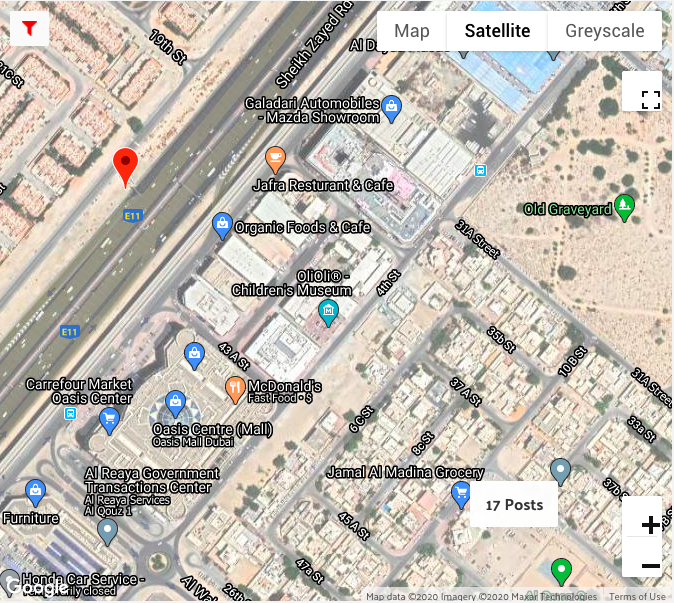 Map
Satellite
Greyscale
19th St
Sheikh Zayed Rd
21C St
Galadari Automobiles
- Mazda Showroom
Jafra Resturant & Cafe
E11
Old Graveyard
Organic Foods & Cafe
31A Street
OliOli® -
Children's Museum
4th St
E11
43 A St
35b St
10 B St
31A Street
Carrefour Market
Oasis Center
McDonald's
Fast Food • $
37 A St
Oasis Centre (Mall)
Oasis Mall Dubai
6 C St
33a St
8c St
Al Reaya Government
Transactions Center
Al Reaya Services
Al Qouz 1
Jamal Al Madina Grocery
37b St
17 Posts
Furniture
45 A St
47a St
Honda Car Service -
closed
Google
26th
Map data ©2020 Imagery ©2020 Maxar Technologies
Terms of Use